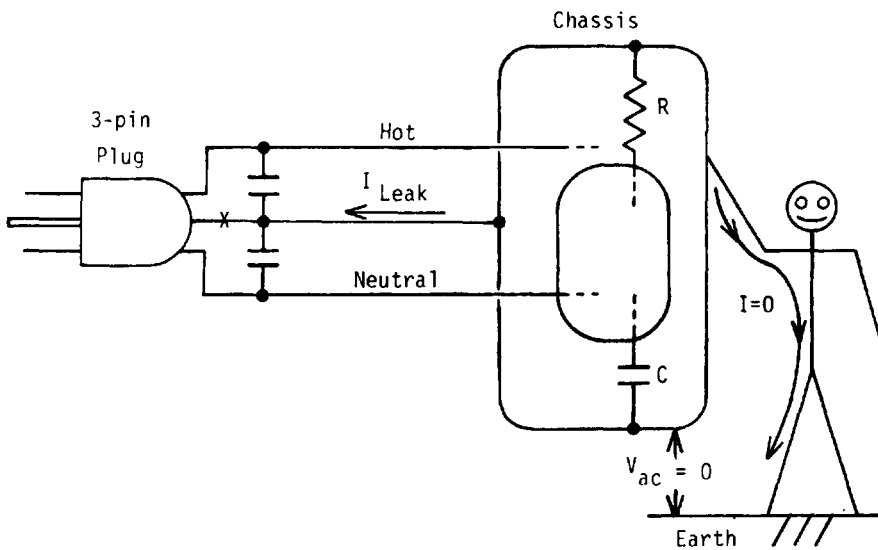 Chassis
3-pin
Plug
R
Hot
I Leak
X
Neutral
I=0
C
V ac = 0
Earth